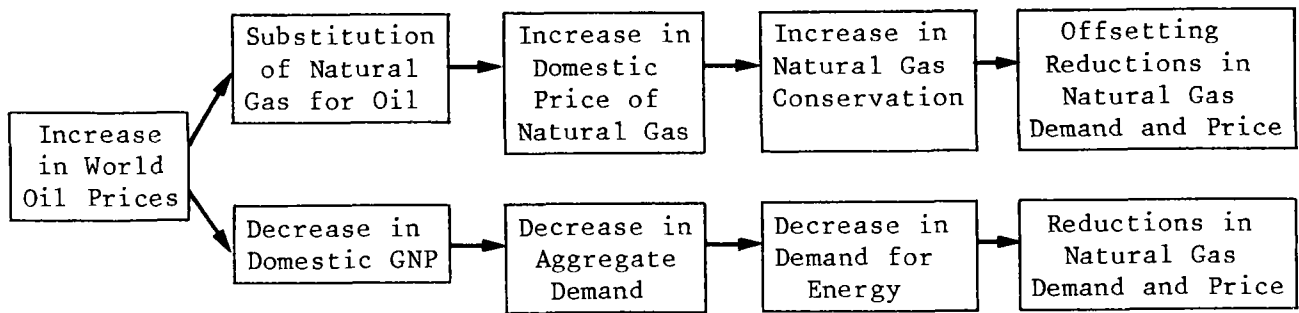 Increase
in World
Oil Prices
Substitution
of Natural
Gas for Oil
Increase in
Domestic
Price of
Natural Gas
Increase in
Natural Gas
Conservation
Offsetting
Reductions in
Natural Gas
Demand and Price
Decrease in
Domestic GNP
Decrease in
Aggregate
Demand
Decrease in
Demand for
Energy
Reductions in
Natural Gas
Demand and Price